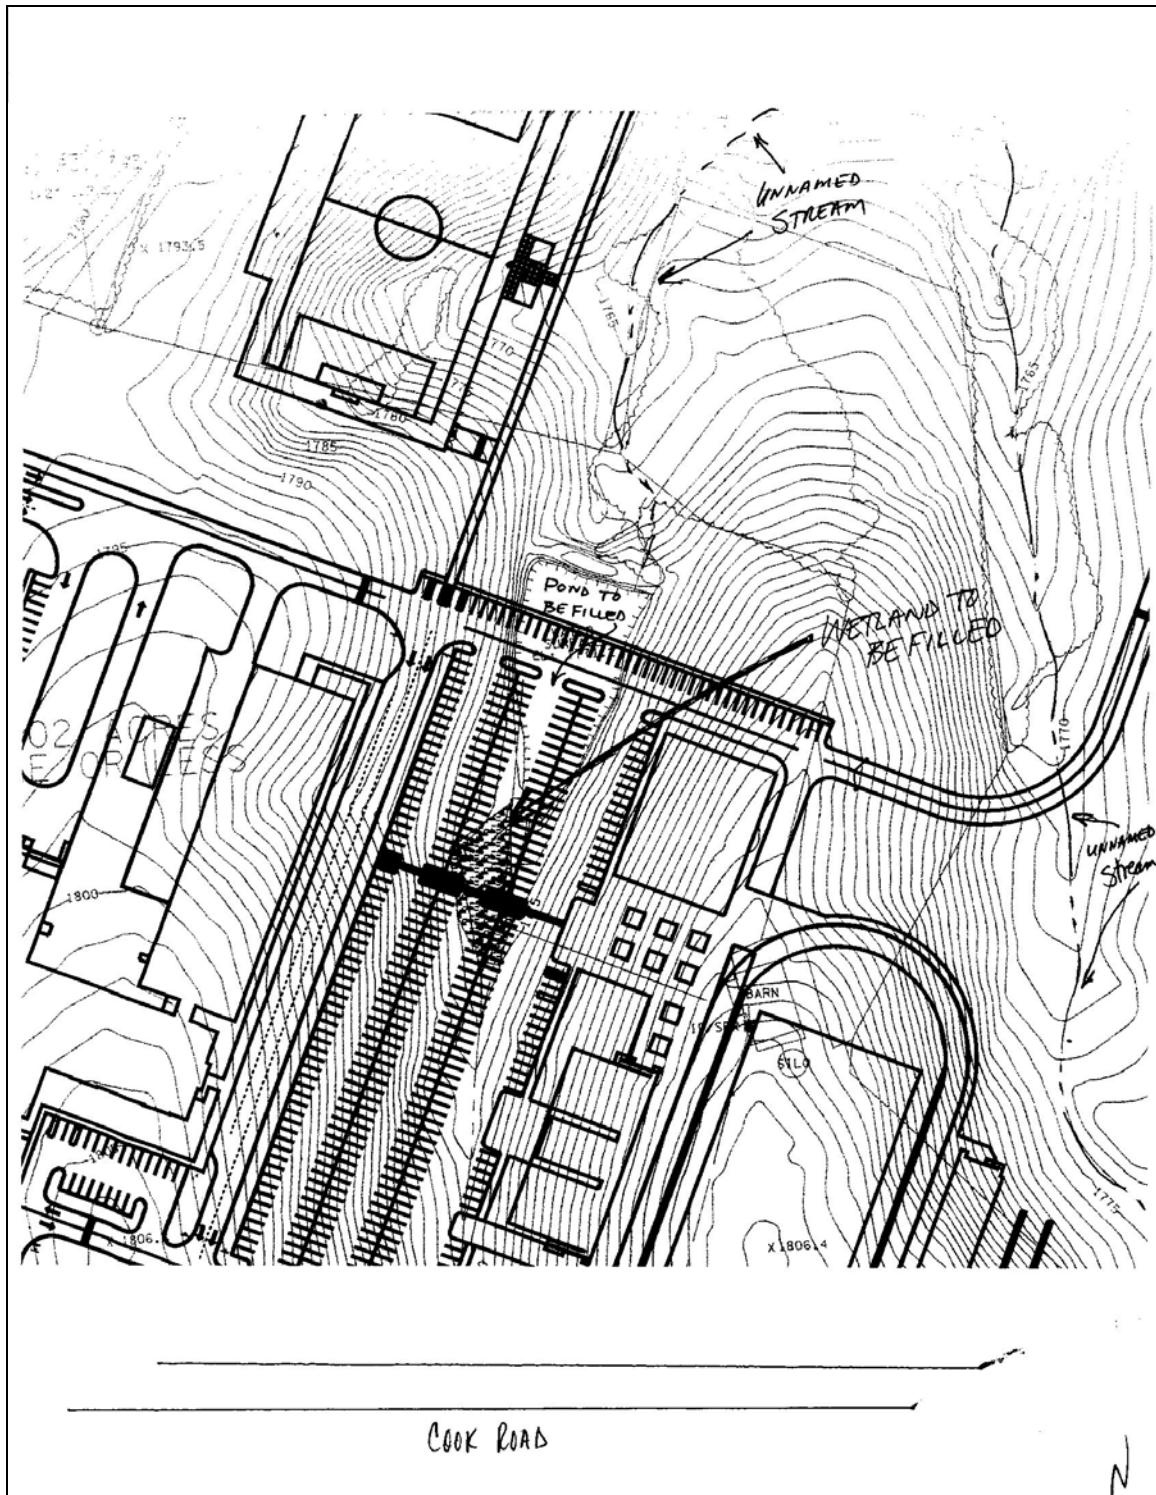 UNNAMED
STREAM
X 1793.5
1765
1770
1765
1780
1785
1790
1795
POND TO
BE FILLED
WETLAND TO
BE FILLED
1770
UNNAMED
Stream
1800
BARN
SILO
1775
X 1806.4
COOK ROAD
N